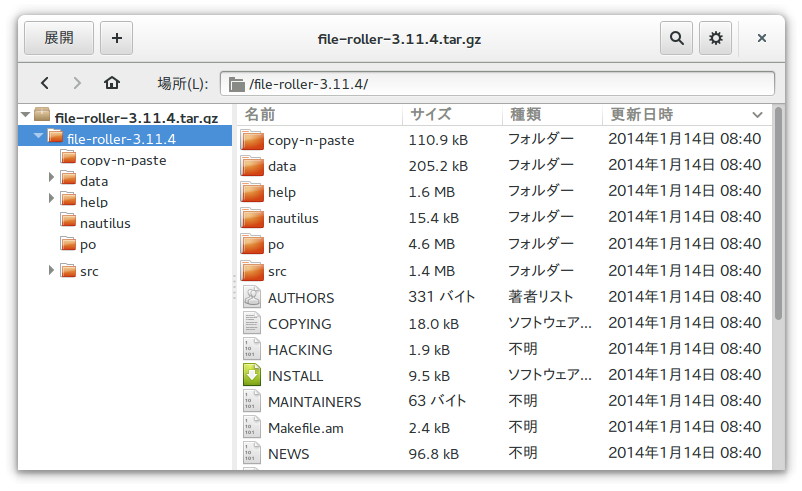 展開 + file-roller-3.11.4.tar.gz
場所(L): /file-roller-3.11.4/
file-roller-3.11.4.tar.gz
file-roller-3.11.4
copy-n-paste
data
help
nautilus
po
src
名前 サイズ 種類 更新日時
copy-n-paste 110.9 kB フォルダー 2014年1月14日 08:40
data 205.2 kB フォルダー 2014年1月14日 08:40
help 1.6 MB フォルダー 2014年1月14日 08:40
nautilus 15.4 kB フォルダー 2014年1月14日 08:40
po 4.6 MB フォルダー 2014年1月14日 08:40
src 1.4 MB フォルダー 2014年1月14日 08:40
AUTHORS 331 バイト 著者リスト 2014年1月14日 08:40
COPYING 18.0 kB ソフトウェア... 2014年1月14日 08:40
HACKING 1.9 kB 不明 2014年1月14日 08:40
INSTALL 9.5 kB ソフトウェア... 2014年1月14日 08:40
MAINTAINERS 63 バイト 不明 2014年1月14日 08:40
Makefile.am 2.4 kB 不明 2014年1月14日 08:40
NEWS 96.8 kB 不明 2014年1月14日 08:40